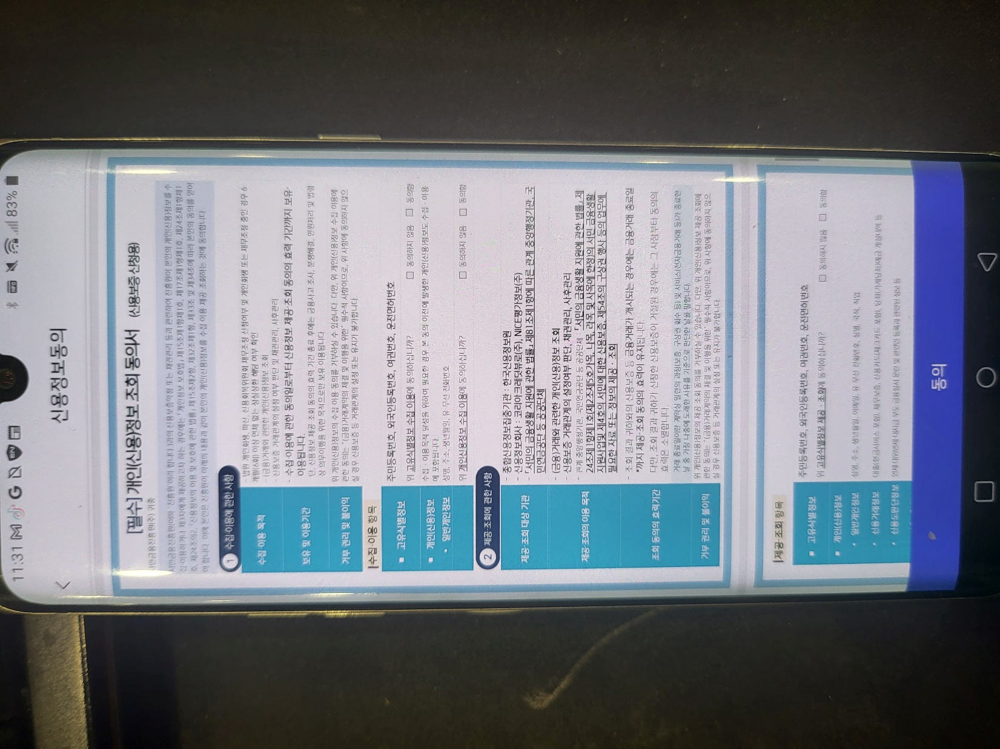 11:31
83%
신용정보동의
[필수] 개인(신용)정보 조회 동의서 (신용보증 신청용)
서민금융진흥원(주) 귀중
서민금융진흥원(이하 "진흥원"이라 합니다.)과의 신용보증약정 또는 채권관리 등과 관련하여 진흥원이 본인의 개인(신용)정보를 수
집·이용하거나 제3자에게 제공하고자 하는 경우에는 「개인정보 보호법」 제15조제1항제1호, 제17조제1항제1호, 제24조제1항제1
호, 제24조의2, 「신용정보의 이용 및 보호에 관한 법률」 제15조제2항, 제32조제1항, 제33조 및 제34조에 따라 본인의 동의를 얻어
야 합니다. 이에 본인은 진흥원이 아래의 내용과 같이 본인의 개인(신용)정보를 수집·이용·제공·조회하는 것에 동의합니다.
1 수집·이용에 관한 사항
수집·이용 목적
- 법원 개인회생, 파산, 신용회복위원회 채무조정 신청여부 및 개인회생 또는 채무조정 중인 경우 6
개월(6회) 이상 연체 없는 성실상환 해당 여부 확인
- (금융)거래와 관련한 개인(신용)정보 조회
- 신용보증 거래관계의 설정 여부 판단 및 채권관리, 사후관리
보유 및 이용기간
- 수집·이용에 관한 동의일로부터 신용정보 제공·조회 동의의 효력 기간까지 보유·
이용됩니다.
단, 신용정보 제공·조회 동의의 효력 기간 종료 후에는 금융사고 조사, 분쟁해결, 민원처리 및 법령
상 의무이행을 위한 목적으로만 보유·이용됩니다.
거부 권리 및 불이익
위 개인(신용)정보의 수집·이용 동의를 거부하실 수 있습니다. 다만, 위 개인(신용)정보 수집·이용에
관한 동의는 "(금융)거래계약의 체결 및 이행을 위한" 필수적 사항이므로, 위 사항에 동의하지 않으
실 경우 신용보증 등 거래관계의 설정 또는 유지가 불가합니다.
[수집·이용 항목
■ 고유식별정보
주민등록번호, 외국인등록번호, 여권번호, 운전면허번호
위 고유식별정보 수집·이용에 동의하십니까? □ 동의하지 않음 □ 동의함
■ 개인(신용)정보
수집·이용목적 달성을 위하여 필요한 경우 본 동의 이전에 발생한 개인(신용)정보도 수집·이용
에 포함됩니다.
• 일반개인정보
성명, 주소, 생년월일, 유·무선 전화번호
위 개인신용정보 수집·이용에 동의하십니까? □ 동의하지 않음 □ 동의함
2 제공·조회에 관한 사항
제공·조회 대상 기관
- 종합신용정보집중기관 : 한국신용정보원
- 신용정보회사 : 코리아크레딧뷰로(주), NICE평가정보(주)
- 「서민의 금융생활 지원에 관한 법률」 제81조제1항에 따른 관계 중앙행정기관, 국
민연금공단 등 공공단체
제공·조회의 이용 목적
- (금융)거래와 관련한 개인(신용)정보 조회
- 신용보증 거래관계의 설정여부 판단, 채권관리, 사후관리
- 관계 중앙행정기관, 국민연금공단 등 공공단체 : 「서민의 금융생활 지원에 관한 법률」 제
24조제1항제1호(제2조제5호가목, 나목, 라목 및 사목에 한정)의 서민 금융생활
지원사업및 제4호의 서민에 대한 신용보증, 제54조의 구상권 행사 등의 업무에
필요한 자료 또는 정보의 제공·조회
조회 동의의 효력기간
- 조회 결과 귀하와의 신용보증 등 금융거래가 개시되는 경우에는 금융거래 종료일
*까지 제공·조회 동의의 효력이 유지됩니다.
다만, 조회 결과 귀하가 신청한 신용보증이 거절된 경우에는 그 시점부터 동의의
효력은 소멸합니다.
거래 종료일이란 계약상 일련의 과정(보증, 구상권 회수 등) 및 서비스(전자금융거래 등)가 종료한
날 중 가장 나중에 도래한 사유를 기준으로 판단한 날을 말합니다.
거부 권리 및 불이익
위 개인(신용)정보의 제공·조회 동의를 거부하실 수 있습니다. 다만, 위 개인(신용)정보 제공·조회에
관한 동의는 "(금융)거래계약의 체결 및 이행을 위한" 필수적 사항이므로, 위 사항에 동의하지 않으
실 경우 신용보증 등 거래관계의 설정 또는 유지가 불가합니다.
[제공·조회 항목
■ 고유식별정보
주민등록번호, 외국인등록번호, 여권번호, 운전면허번호
위 고유식별정보 제공·조회에 동의하십니까? □ 동의하지 않음 □ 동의함
■ 개인(신용)정보
• 일반개인정보
성명, 주소, 생년월일, 이메일, 유·무선 전화번호, 성별, 국적, 직업
• 신용거래정보
대출(현금서비스 포함), 채무보증, 신용카드(체크카드 포함), 당좌(가계당좌)예금 개설내역 등
• 신용도판단정보
동의